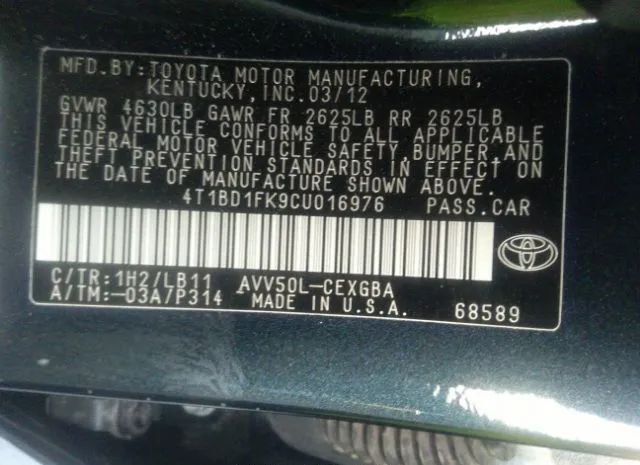 MFD. BY: TOYOTA MOTOR MANUFACTURING,
KENTUCKY, INC. 03/12
GVWR 4630LB GAWR FR 2625LB RR 2625LB
THIS VEHICLE CONFORMS TO ALL APPLICABLE
FEDERAL MOTOR VEHICLE SAFETY, BUMPER, AND
THEFT PREVENTION STANDARDS IN EFFECT ON
THE DATE OF MANUFACTURE SHOWN ABOVE.
4T1BD1FK9CU016976 PASS. CAR
C/TR: 1H2/LB11 AVV50L-CEXGBA
A/TM: -03A/P314 MADE IN U.S.A. 68589